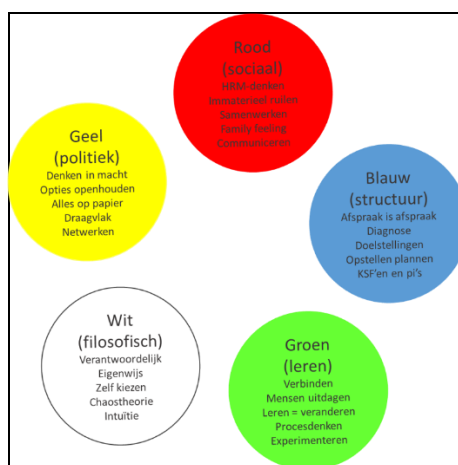 Rood
(sociaal)
HRM-denken
Immaterieel ruilen
Samenwerken
Family feeling
Communiceren
Geel
(politiek)
Denken in macht
Opties openhouden
Alles op papier
Draagvlak
Netwerken
Blauw
(structuur)
Afspraak is afspraak
Diagnose
Doelstellingen
Opstellen plannen
KSF'en en pi's
Wit
(filosofisch)
Verantwoordelijk
Eigenwijs
Zelf kiezen
Chaostheorie
Intuïtie
Groen
(leren)
Verbinden
Mensen uitdagen
Leren = veranderen
Procesdenken
Experimenteren